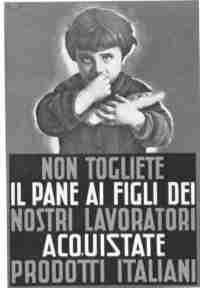 NON TOGLIETE
IL PANE AI FIGLI DEI
NOSTRI LAVORATORI
ACQUISTATE
PRODOTTI ITALIANI